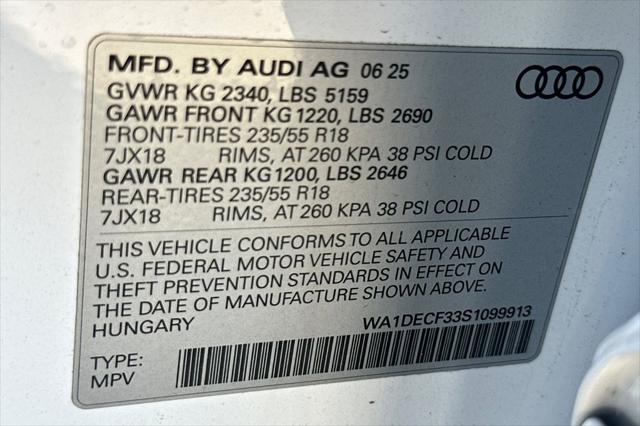 MFD. BY AUDI AG 06 25
GVWR KG 2340, LBS 5159
GAWR FRONT KG 1220, LBS 2690
FRONT-TIRES 235/55 R18
7JX18 RIMS, AT 260 KPA 38 PSI COLD
GAWR REAR KG 1200, LBS 2646
REAR-TIRES 235/55 R18
7JX18 RIMS, AT 260 KPA 38 PSI COLD
THIS VEHICLE CONFORMS TO ALL APPLICABLE
U.S. FEDERAL MOTOR VEHICLE SAFETY AND
THEFT PREVENTION STANDARDS IN EFFECT ON
THE DATE OF MANUFACTURE SHOWN ABOVE.
HUNGARY WA1DECF33S1099913
TYPE:
MPV